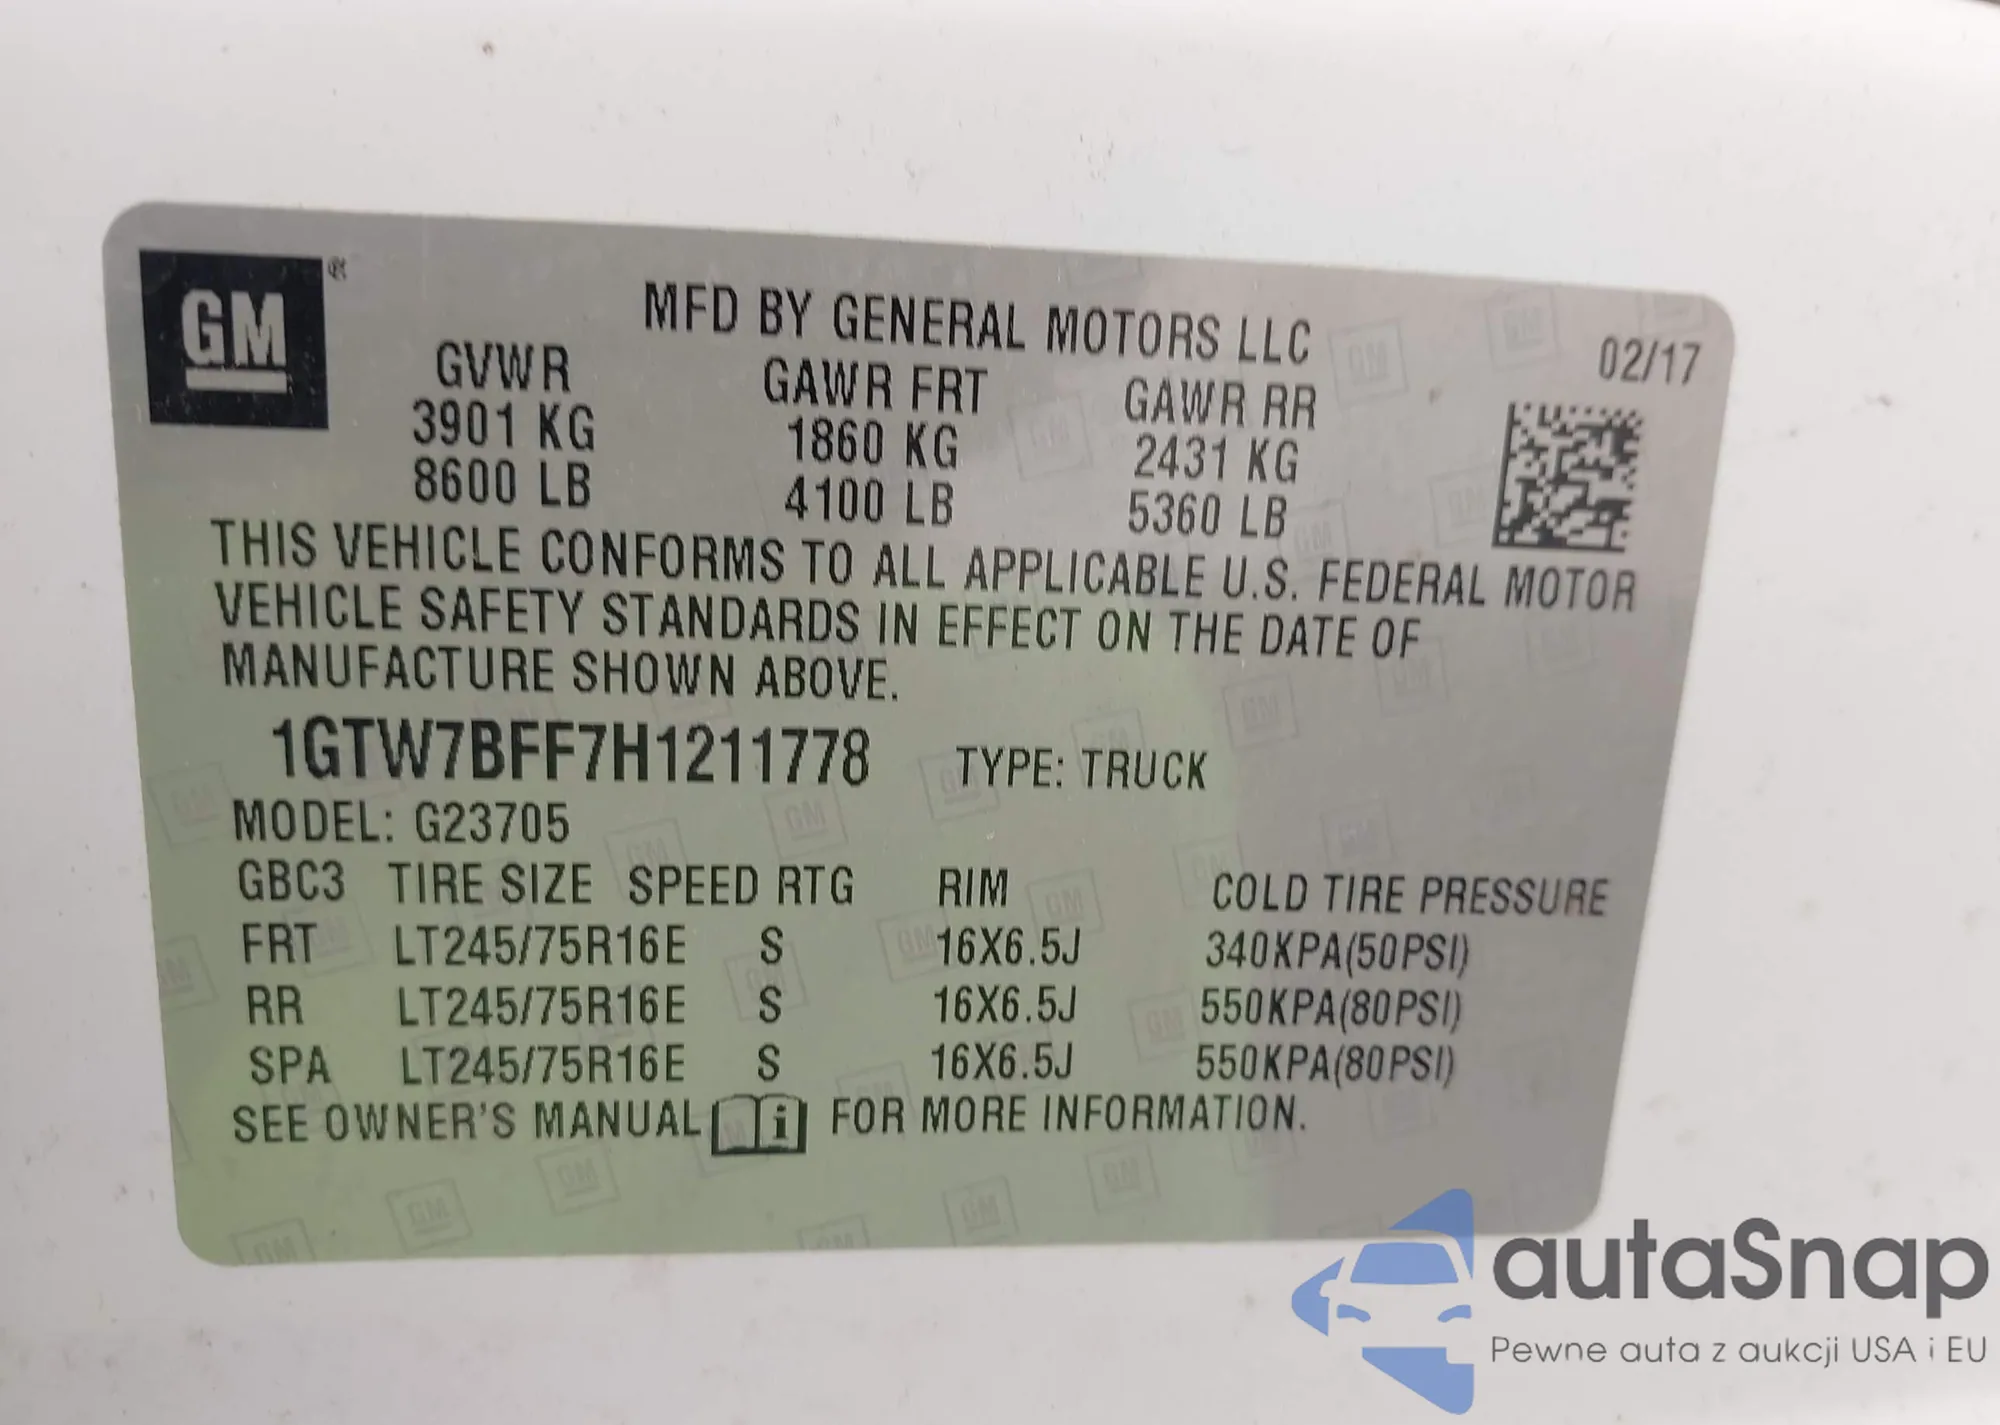 GM®
MFD BY GENERAL MOTORS LLC
02/17
GVWR GAWR FRT GAWR RR
3901 KG 1860 KG 2431 KG
8600 LB 4100 LB 5360 LB
THIS VEHICLE CONFORMS TO ALL APPLICABLE U.S. FEDERAL MOTOR
VEHICLE SAFETY STANDARDS IN EFFECT ON THE DATE OF
MANUFACTURE SHOWN ABOVE.
1GTW7BFF7H1211778 TYPE: TRUCK
MODEL: G23705
GBC3 TIRE SIZE SPEED RTG RIM COLD TIRE PRESSURE
FRT LT245/75R16E S 16X6.5J 340KPA(50PSI)
RR LT245/75R16E S 16X6.5J 550KPA(80PSI)
SPA LT245/75R16E S 16X6.5J 550KPA(80PSI)
SEE OWNER'S MANUAL i FOR MORE INFORMATION.
autaSnap
Pewne auta z aukcji USA i EU